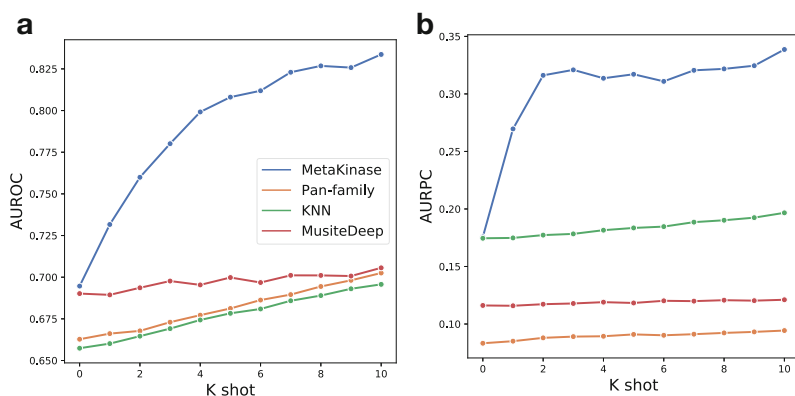 a
0.825
0.800
0.775
0.750
0.725
0.700
0.675
0.650
AUROC
0 2 4 6 8 10
K shot
MetaKinase
Pan-family
KNN
MusiteDeep
b
0.35
0.30
0.25
0.20
0.15
0.10
AURPC
0 2 4 6 8 10
K shot